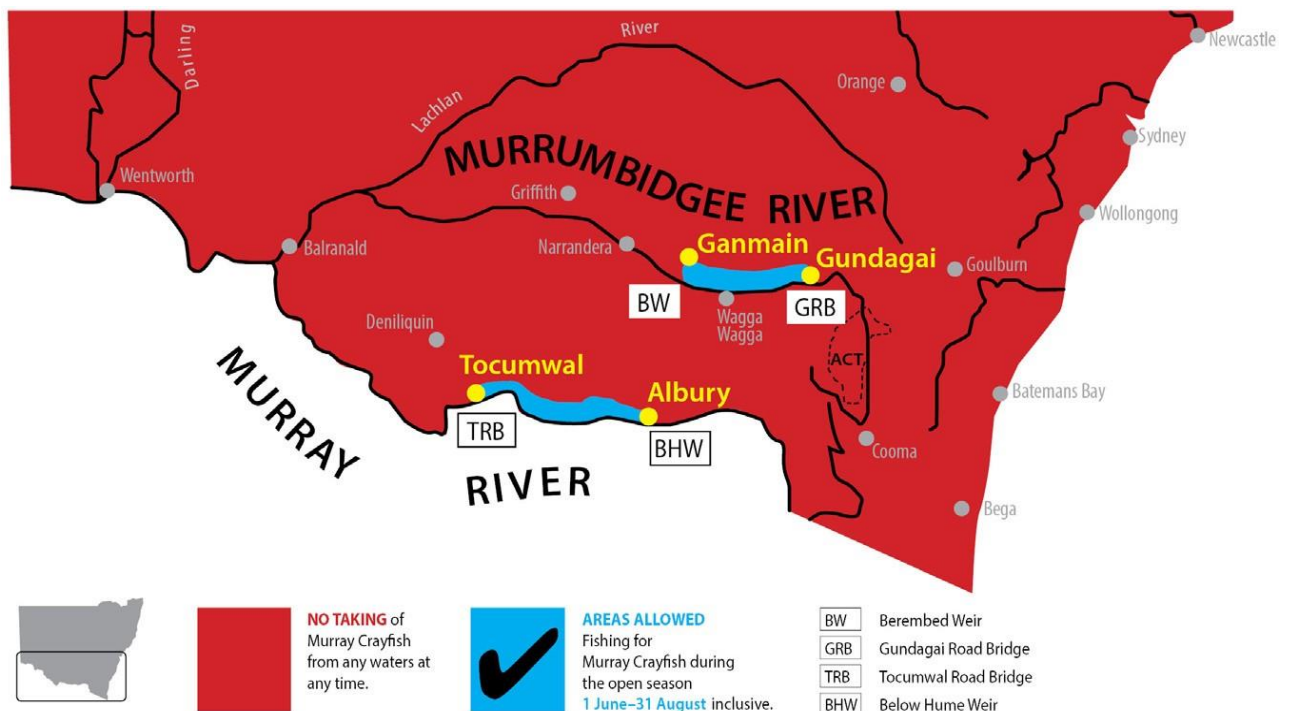 Darling
River
Lachlan
Newcastle
Orange
Sydney
MURRUMBIDGEE RIVER
Wentworth
Griffith
Wollongong
Balranald
Narrandera
Ganmain
Gundagai
Goulburn
BW
GRB
Wagga
Wagga
Deniliquin
ACT
MURRAY
RIVER
Tocumwal
Albury
Batemans Bay
TRB
BHW
Cooma
Bega
NO TAKING of
Murray Crayfish
from any waters at
any time.
AREAS ALLOWED
Fishing for
Murray Crayfish during
the open season
1 June–31 August inclusive.
BW Berembed Weir
GRB Gundagai Road Bridge
TRB Tocumwal Road Bridge
BHW Below Hume Weir